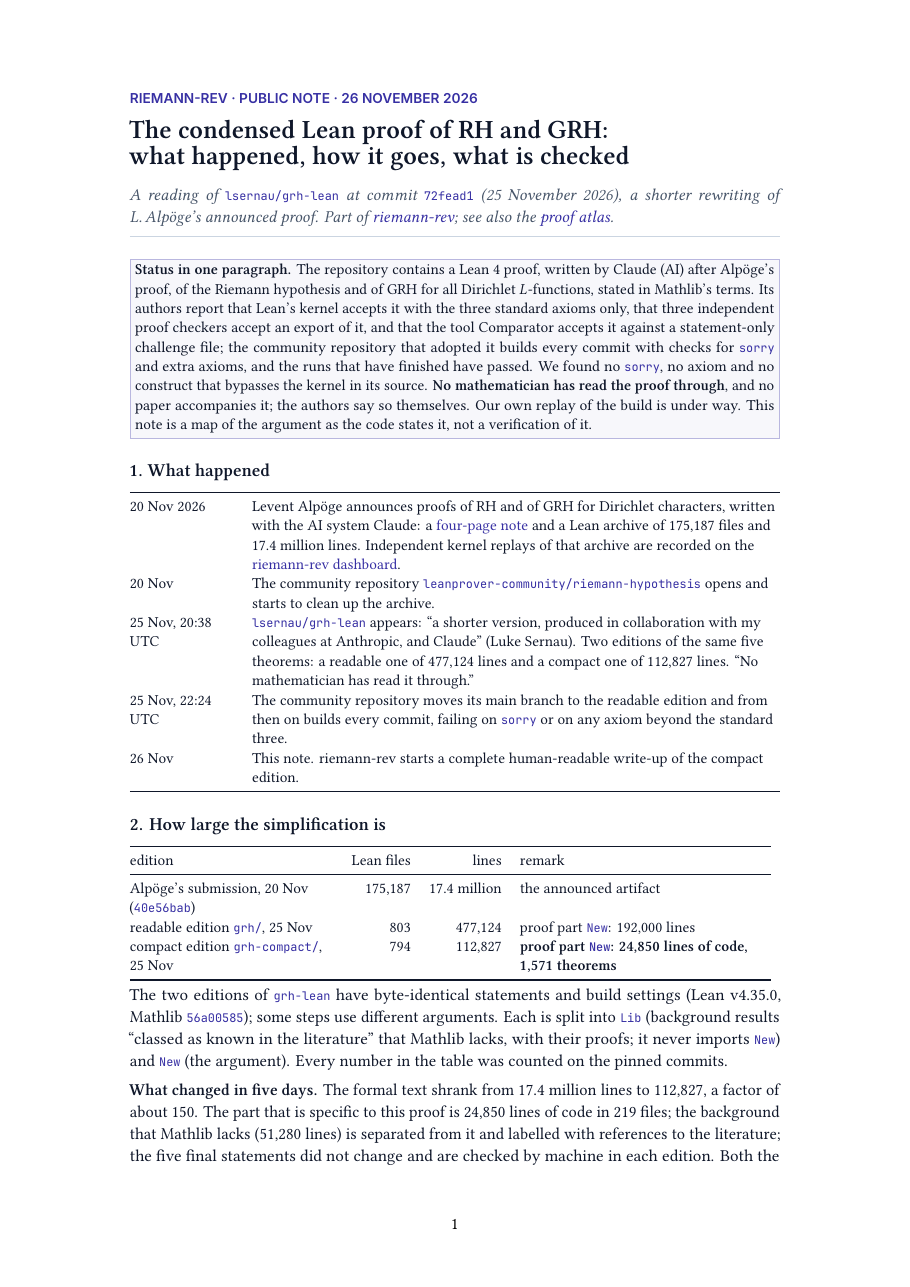 RIEMANN-REV · PUBLIC NOTE · 26 NOVEMBER 2026
The condensed Lean proof of RH and GRH:
what happened, how it goes, what is checked
A reading of lsernau/grh-lean at commit 72fead1 (25 November 2026), a shorter rewriting of
L. Alpöge's announced proof. Part of riemann-rev; see also the proof atlas.
Status in one paragraph. The repository contains a Lean 4 proof, written by Claude (AI) after Alpöge's
proof, of the Riemann hypothesis and of GRH for all Dirichlet L-functions, stated in Mathlib's terms. Its
authors report that Lean's kernel accepts it with the three standard axioms only, that three independent
proof checkers accept an export of it, and that the tool Comparator accepts it against a statement-only
challenge file; the community repository that adopted it builds every commit with checks for sorry
and extra axioms, and the runs that have finished have passed. We found no sorry, no axiom and no
construct that bypasses the kernel in its source. No mathematician has read the proof through, and no
paper accompanies it; the authors say so themselves. Our own replay of the build is under way. This
note is a map of the argument as the code states it, not a verification of it.
1. What happened
20 Nov 2026 Levent Alpöge announces proofs of RH and of GRH for Dirichlet characters, written
with the AI system Claude: a four-page note and a Lean archive of 175,187 files and
17.4 million lines. Independent kernel replays of that archive are recorded on the
riemann-rev dashboard.
20 Nov The community repository leanprover-community/riemann-hypothesis opens and
starts to clean up the archive.
25 Nov, 20:38 lsernau/grh-lean appears: “a shorter version, produced in collaboration with my
UTC colleagues at Anthropic, and Claude” (Luke Sernau). Two editions of the same five
theorems: a readable one of 477,124 lines and a compact one of 112,827 lines. “No
mathematician has read it through.”
25 Nov, 22:24 The community repository moves its main branch to the readable edition and from
UTC then on builds every commit, failing on sorry or on any axiom beyond the standard
three.
26 Nov This note. riemann-rev starts a complete human-readable write-up of the compact
edition.
2. How large the simplification is
edition Lean files lines remark
Alpöge's submission, 20 Nov 175,187 17.4 million the announced artifact
(40e56bab)
readable edition grh/, 25 Nov 803 477,124 proof part New: 192,000 lines
compact edition grh-compact/, 794 112,827 proof part New: 24,850 lines of code,
25 Nov 1,571 theorems
The two editions of grh-lean have byte-identical statements and build settings (Lean v4.35.0,
Mathlib 56a00585); some steps use different arguments. Each is split into Lib (background results
“classed as known in the literature” that Mathlib lacks, with their proofs; it never imports New)
and New (the argument). Every number in the table was counted on the pinned commits.
What changed in five days. The formal text shrank from 17.4 million lines to 112,827, a factor of
about 150. The part that is specific to this proof is 24,850 lines of code in 219 files; the background
that Mathlib lacks (51,280 lines) is separated from it and labelled with references to the literature;
the five final statements did not change and are checked by machine in each edition. Both the
1